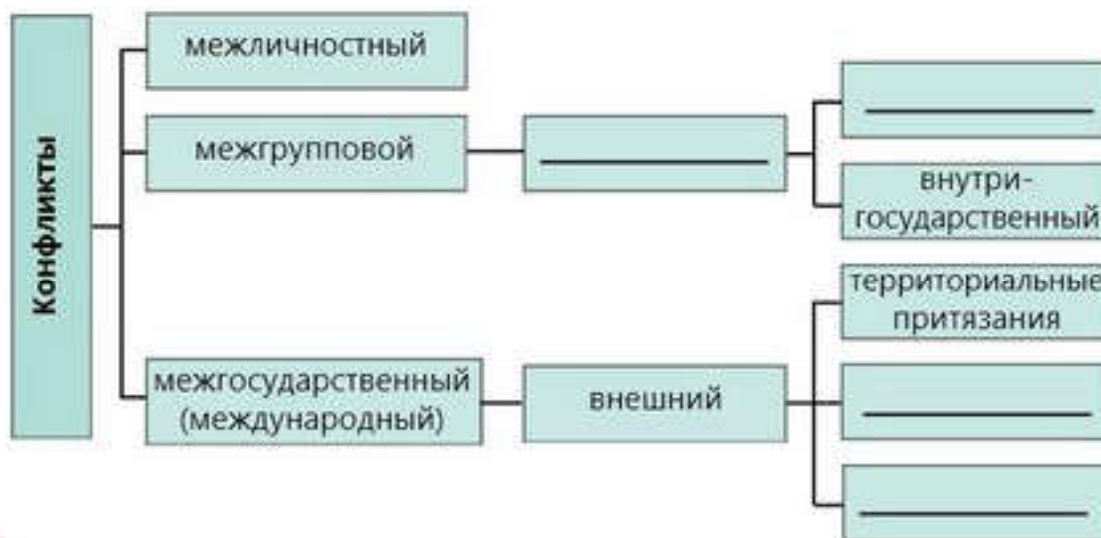 Конфликты
межличностный
межгрупповой
внутри-
государственный
территориальные
притязания
межгосударственный
(международный)
внешний